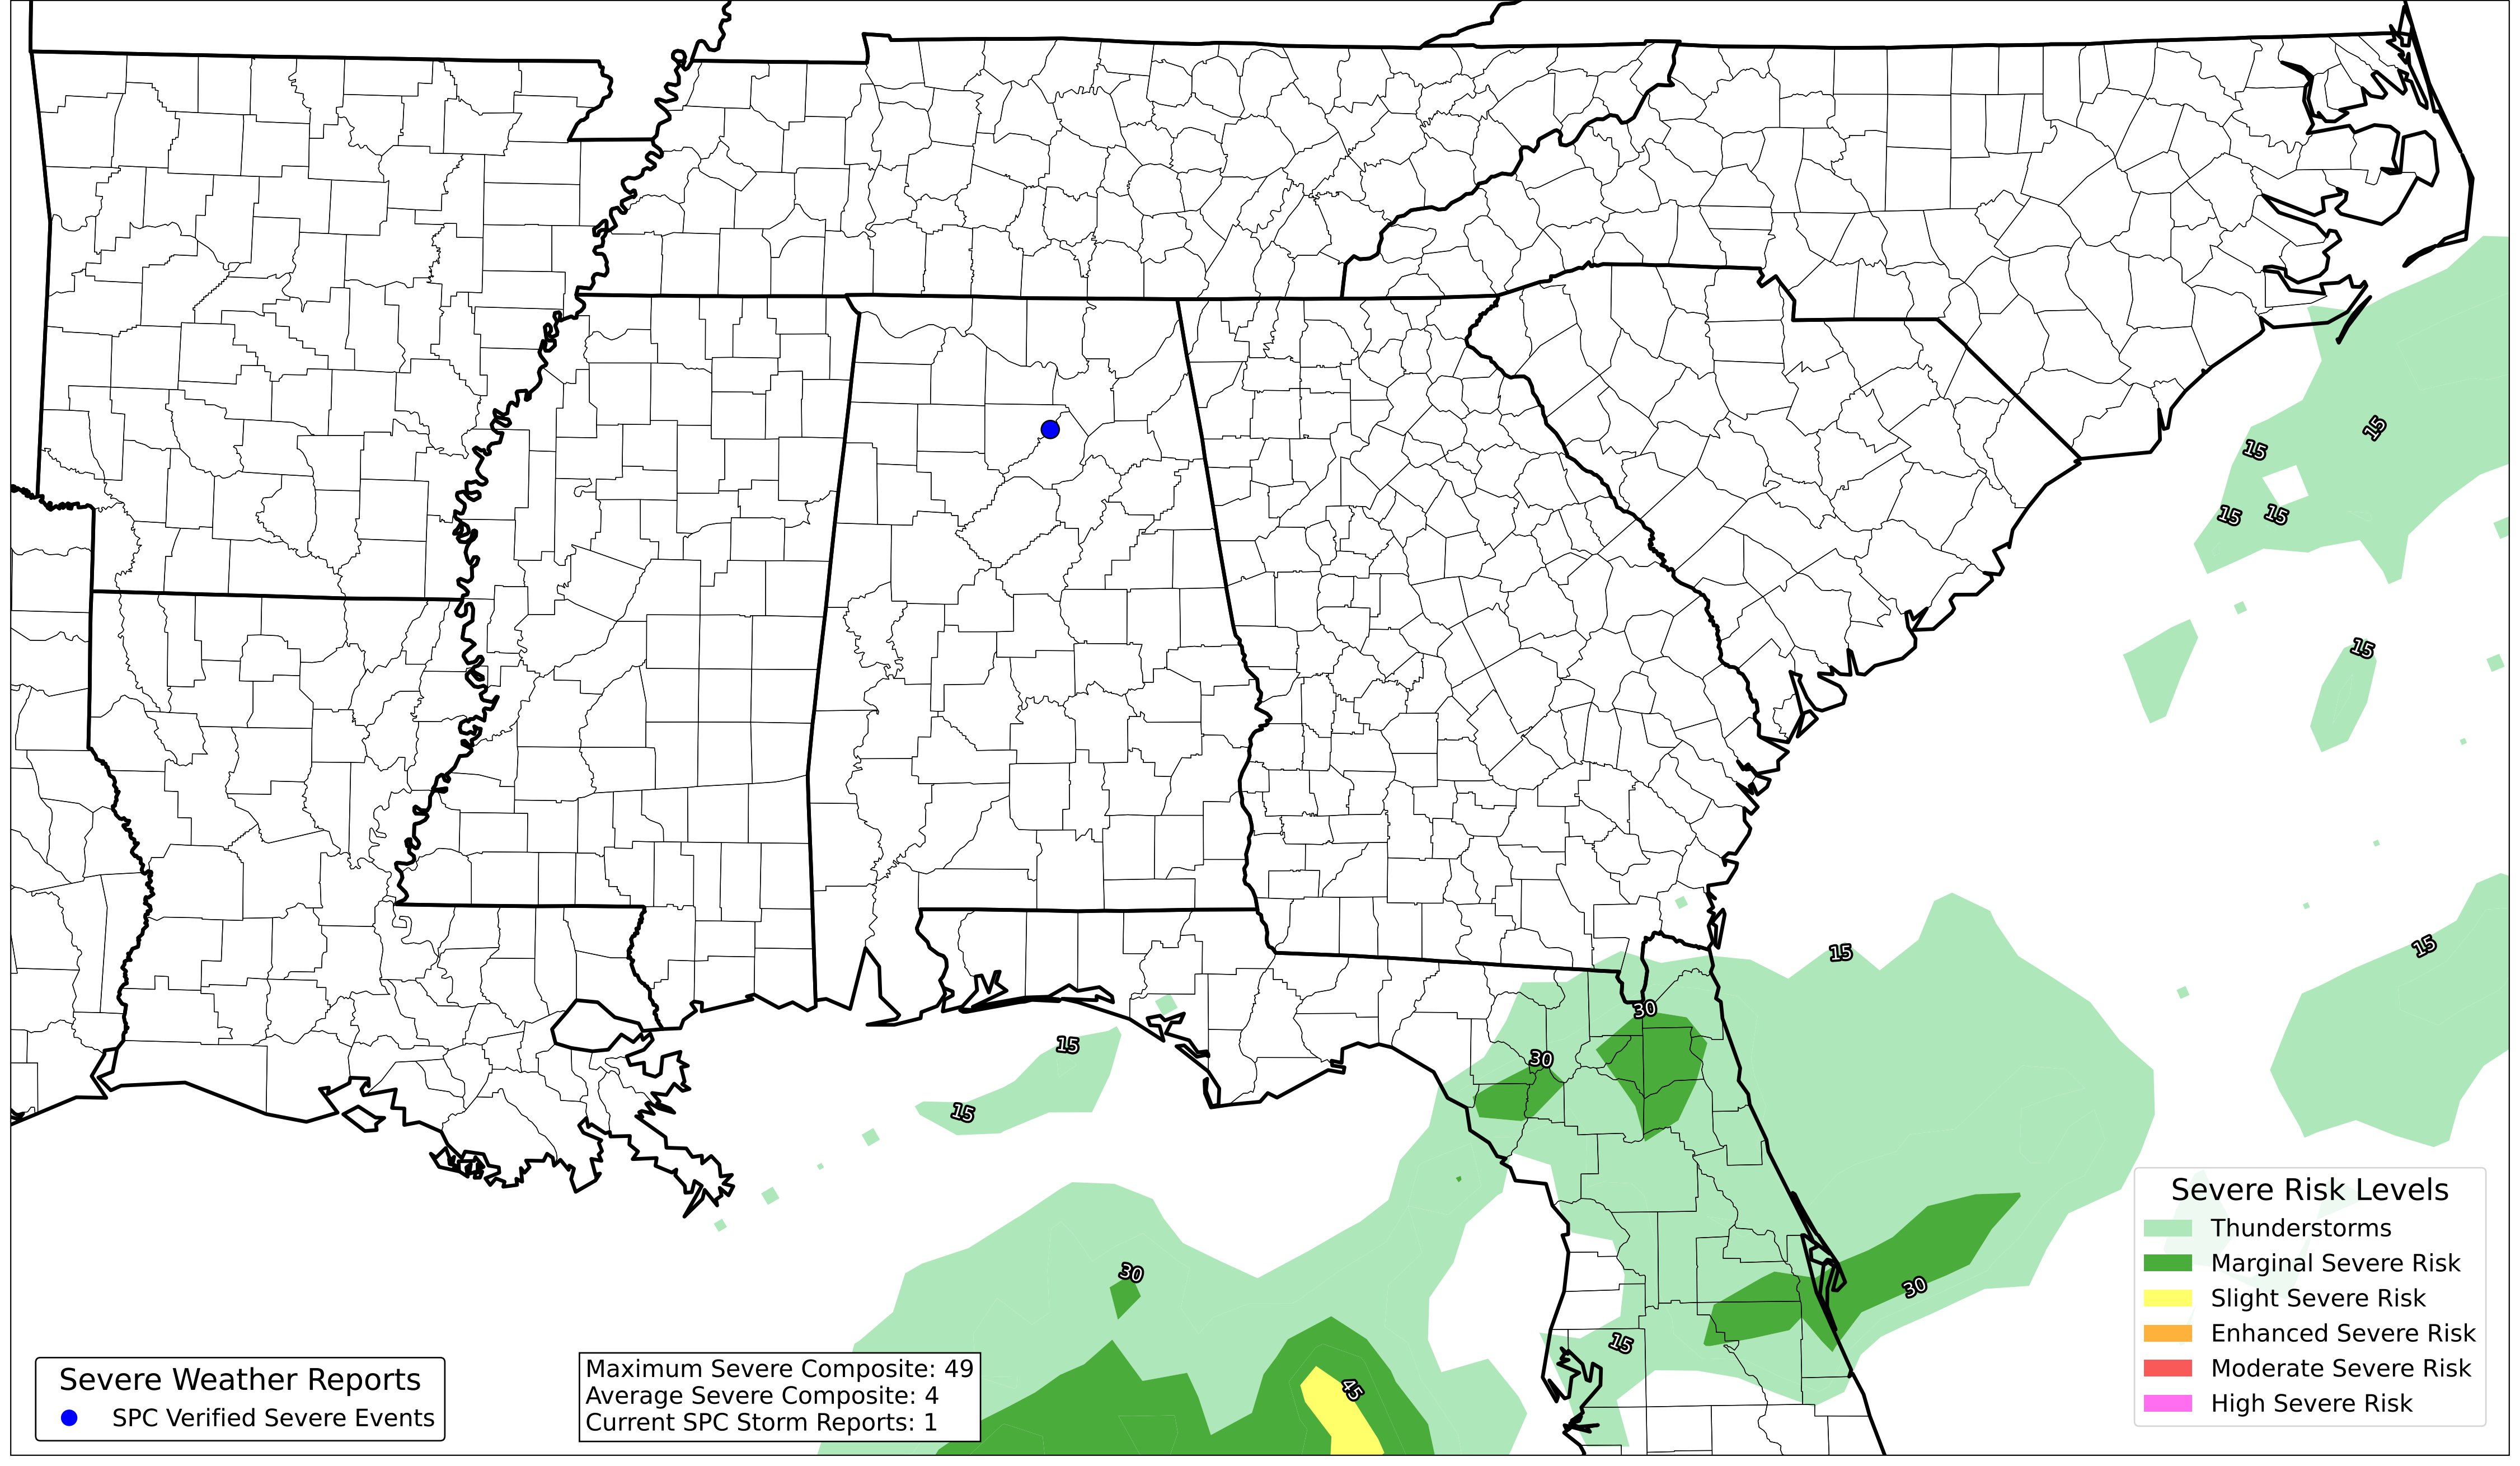 15
15
15
15
15
15
15
30
15
30
30
15
30
15
45
Severe Risk Levels
Thunderstorms
Marginal Severe Risk
Slight Severe Risk
Enhanced Severe Risk
Moderate Severe Risk
High Severe Risk
Severe Weather Reports
SPC Verified Severe Events
Maximum Severe Composite: 49
Average Severe Composite: 4
Current SPC Storm Reports: 1